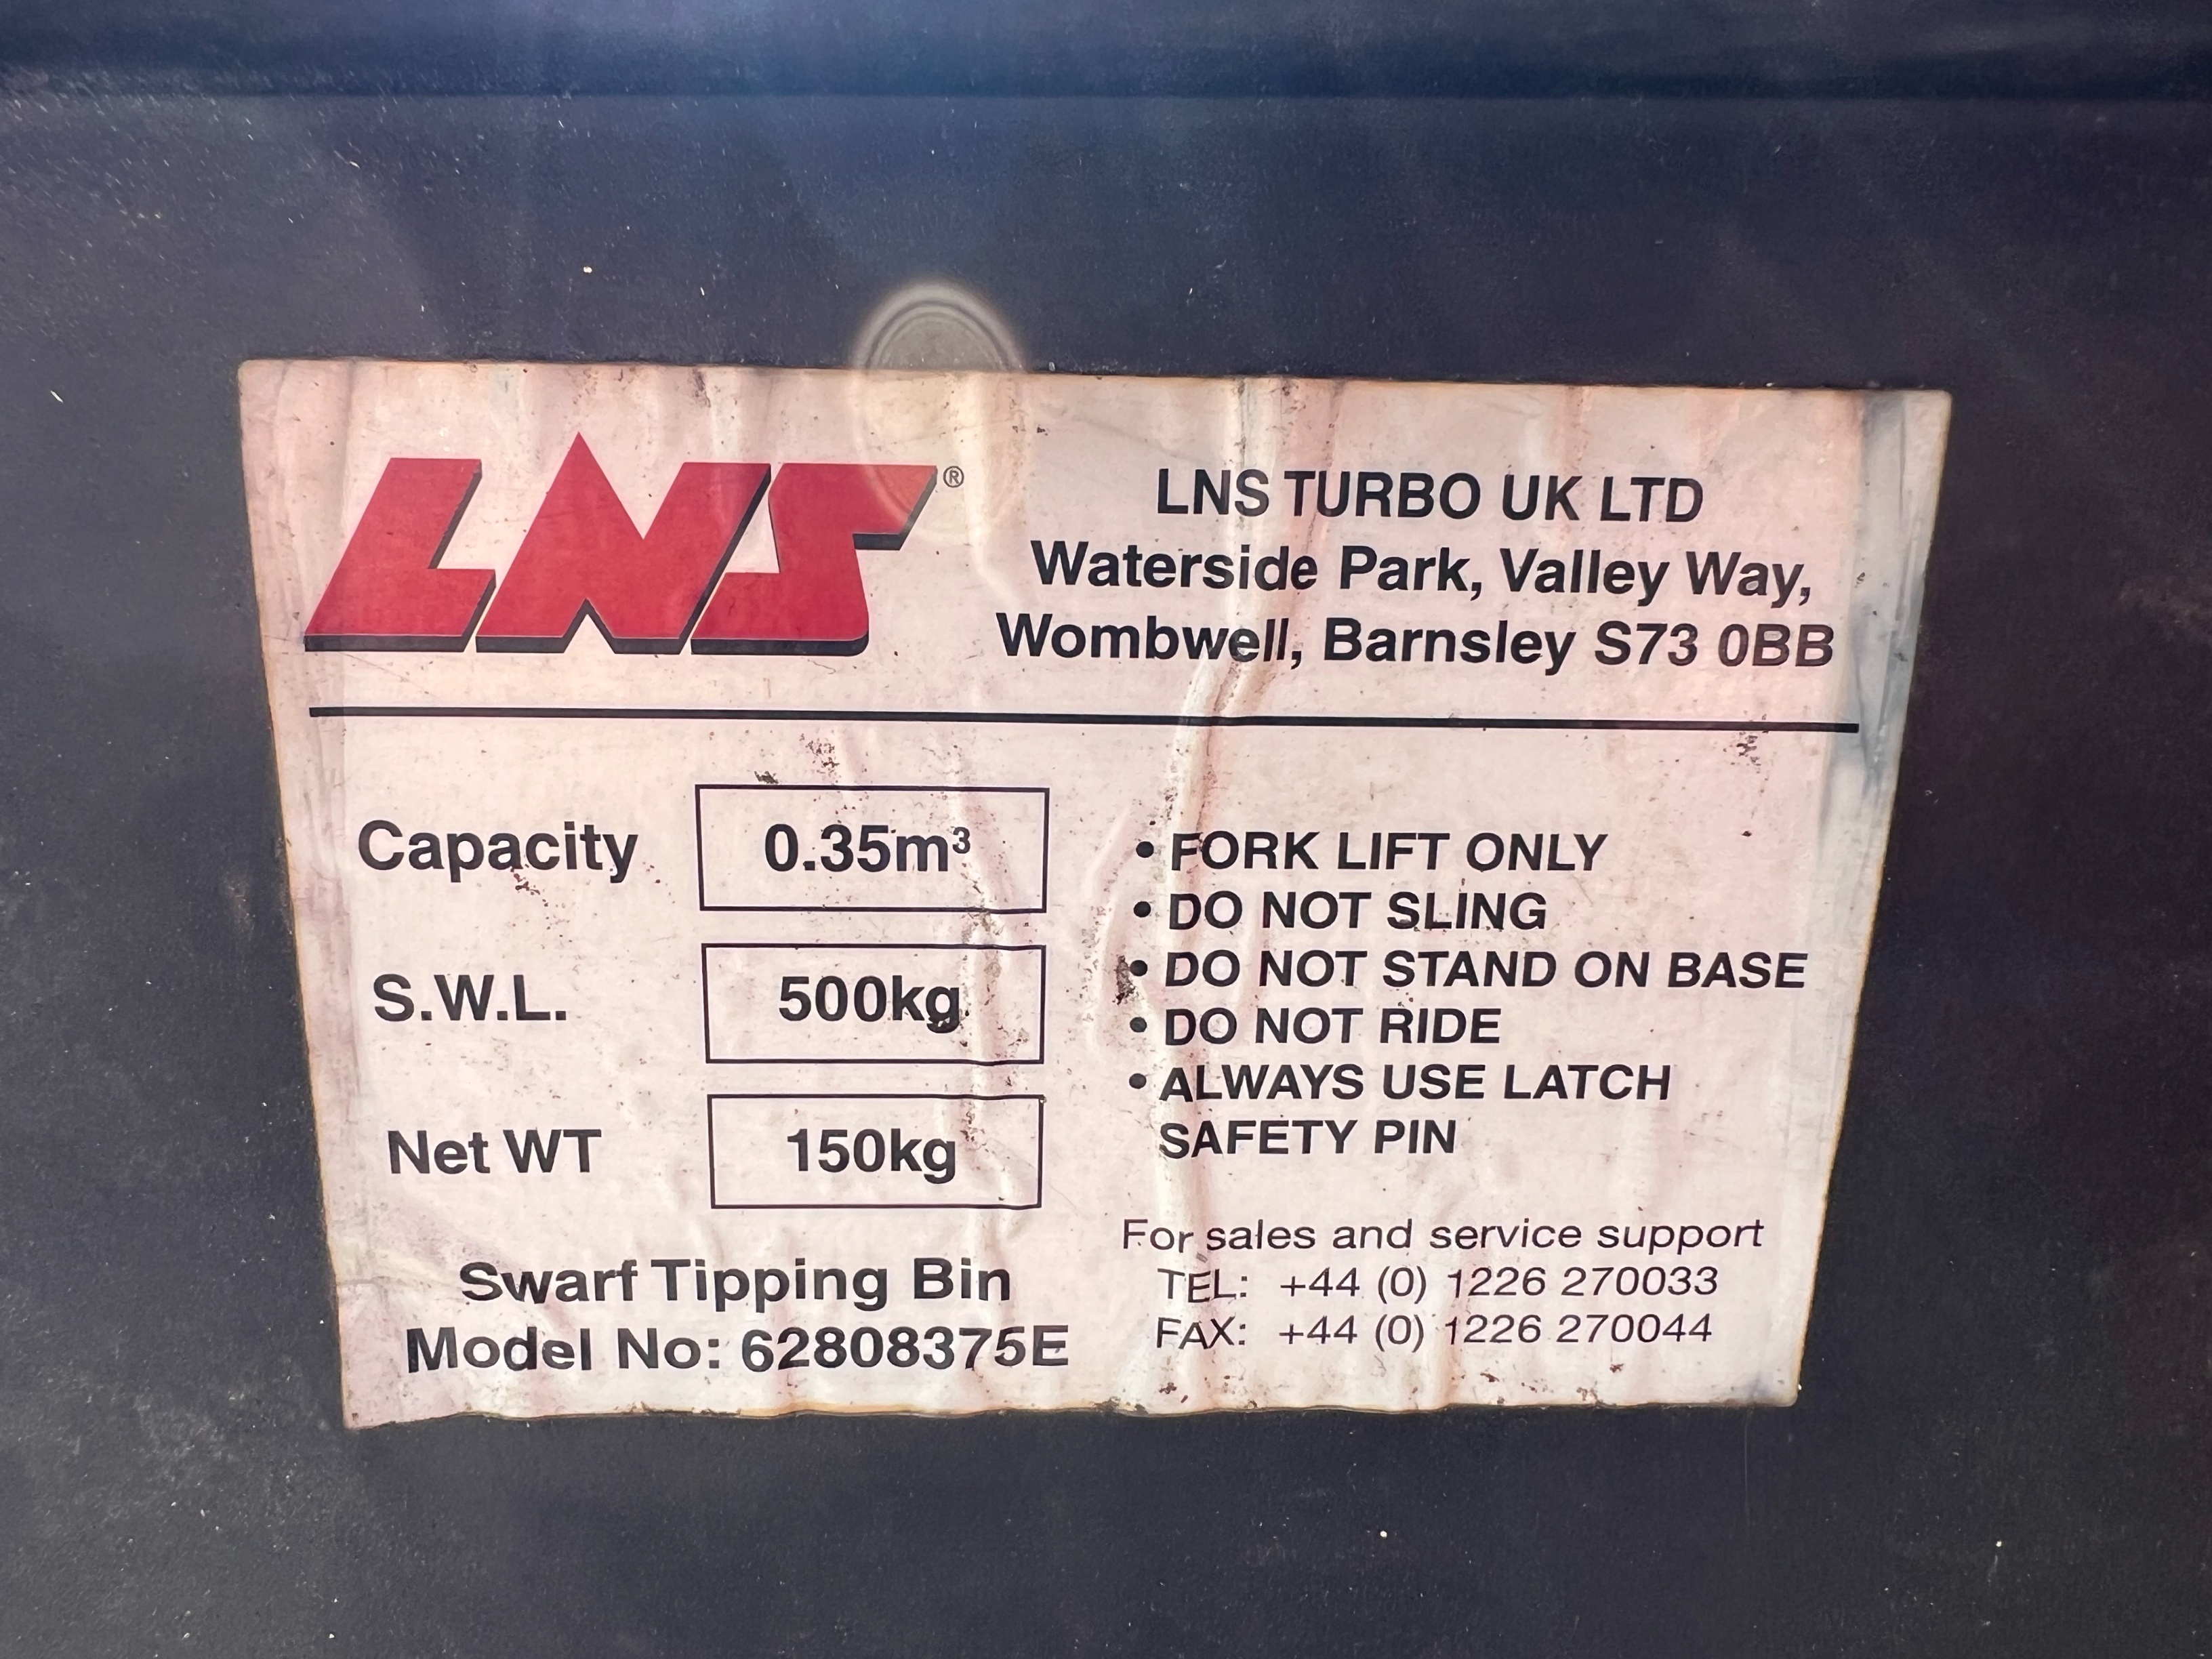 LNS®
LNS TURBO UK LTD
Waterside Park, Valley Way,
Wombwell, Barnsley S73 0BB
Capacity 0.35m³
S.W.L. 500kg
Net WT 150kg
Swarf Tipping Bin
Model No: 62808375E
• FORK LIFT ONLY
• DO NOT SLING
• DO NOT STAND ON BASE
• DO NOT RIDE
• ALWAYS USE LATCH
SAFETY PIN
For sales and service support
TEL: +44 (0) 1226 270033
FAX: +44 (0) 1226 270044